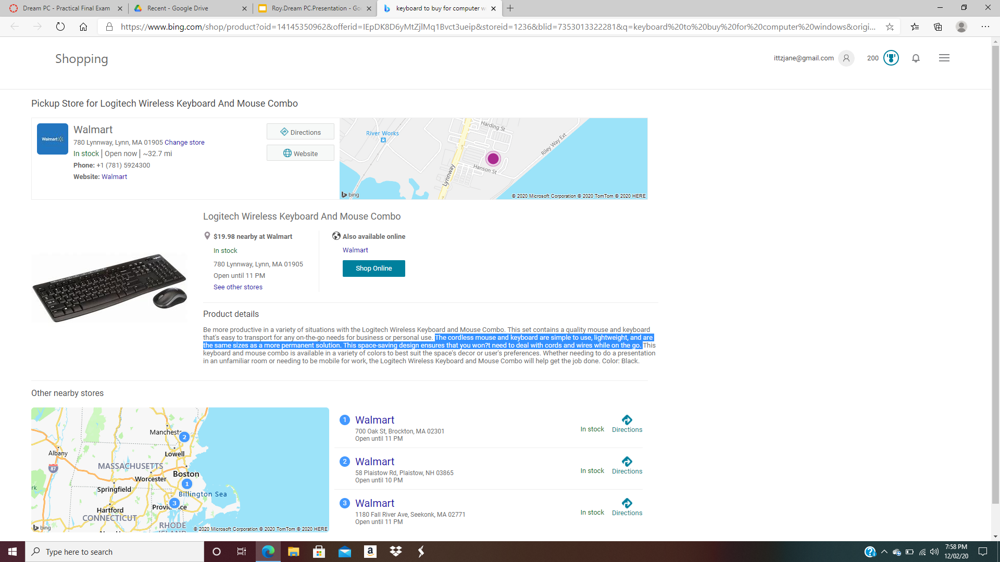 Dream PC - Practical Final Exam
Recent - Google Drive
Roy.Dream PC.Presentation - Go
keyboard to buy for computer w
https://www.bing.com/shop/product?oid=14145350962&offerid=IEpDK8D6yMtZjlMq1Bvct3ueip&storeid=1236&blid=7353013322281&q=keyboard%20to%20buy%20for%20computer%20windows&origi...
Shopping
ittzjane@gmail.com
200
Pickup Store for Logitech Wireless Keyboard And Mouse Combo
Walmart
Walmart
780 Lynnway, Lynn, MA 01905 Change store
In stock | Open now | ~32.7 mi
Phone: +1 (781) 5924300
Website: Walmart
Directions
Website
River Works
Harding St
Riley Way Ext
Hanson St
Lynnway
bing
© 2020 Microsoft Corporation © 2020 TomTom © 2020 HERE
Logitech Wireless Keyboard And Mouse Combo
$19.98 nearby at Walmart
In stock
780 Lynnway, Lynn, MA 01905
Open until 11 PM
See other stores
Also available online
Walmart
Shop Online
Product details
Be more productive in a variety of situations with the Logitech Wireless Keyboard and Mouse Combo. This set contains a quality mouse and keyboard
that's easy to transport for any on-the-go needs for business or personal use. The cordless mouse and keyboard are simple to use, lightweight, and are
the same sizes as a more permanent solution. This space-saving design ensures that you won?t need to deal with cords and wires while on the go. This
keyboard and mouse combo is available in a variety of colors to best suit the space's decor or user's preferences. Whether needing to do a presentation
in an unfamiliar room or needing to be mobile for work, the Logitech Wireless Keyboard and Mouse Combo will help get the job done. Color: Black.
Other nearby stores
Manchest
2
Albany
Lowell
87
MASSACHUSETTS
Boston
Worcester
1
rk
Springfield
Billington Sea
3
Provi
ce
Hartford
CONNECTICUT
RHODE
ISLAND
bing
© 2020 Microsoft Corporation © 2020 TomTom © 2020 HERE
1
Walmart
700 Oak St, Brockton, MA 02301
Open until 11 PM
In stock
Directions
2
Walmart
58 Plaistow Rd, Plaistow, NH 03865
Open until 10 PM
In stock
Directions
3
Walmart
1180 Fall River Ave, Seekonk, MA 02771
Open until 11 PM
In stock
Directions
Type here to search
7:58 PM
12/02/20